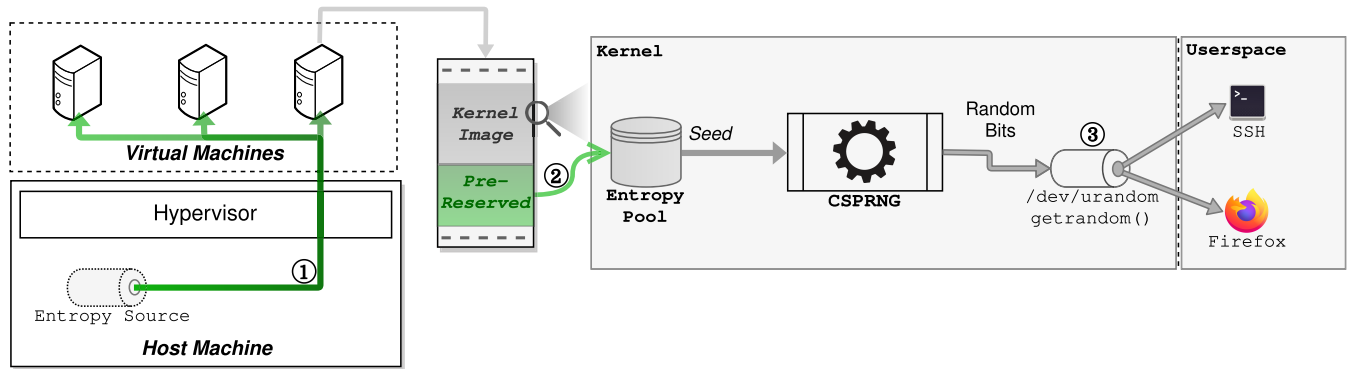 Virtual Machines
Hypervisor
①
Entropy Source
Host Machine
Kernel
Image
Pre-
Reserved
②
Kernel
Entropy
Pool
Seed
CSPRNG
Random
Bits
③
/dev/urandom
getrandom()
Userspace
>_
SSH
Firefox